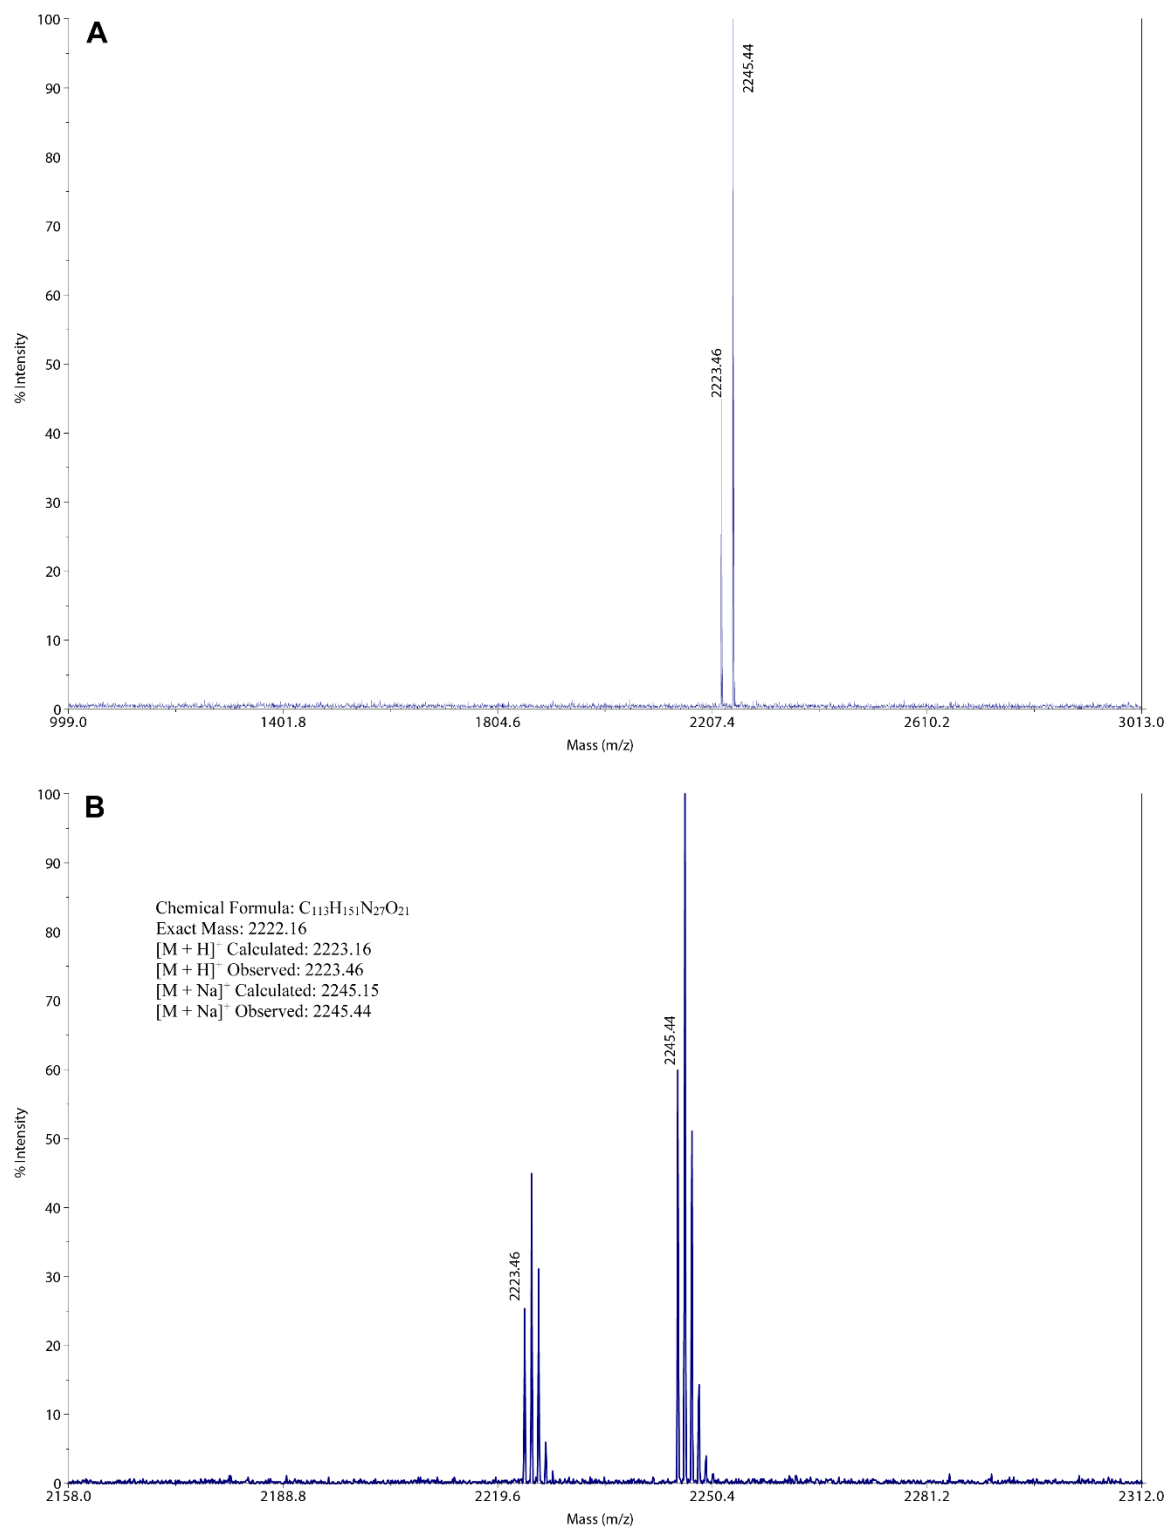 A
100
90
80
70
60
50
40
30
20
10
0
% Intensity
2223.46
2245.44
999.0 1401.8 1804.6 2207.4 2610.2 3013.0
Mass (m/z)
B
100
90
80
70
60
50
40
30
20
10
0
% Intensity
Chemical Formula: C₁₁₃H₁₅₁N₂₇O₂₁
Exact Mass: 2222.16
[M + H]⁺ Calculated: 2223.16
[M + H]⁺ Observed: 2223.46
[M + Na]⁺ Calculated: 2245.15
[M + Na]⁺ Observed: 2245.44
2223.46
2245.44
2158.0 2188.8 2219.6 2250.4 2281.2 2312.0
Mass (m/z)